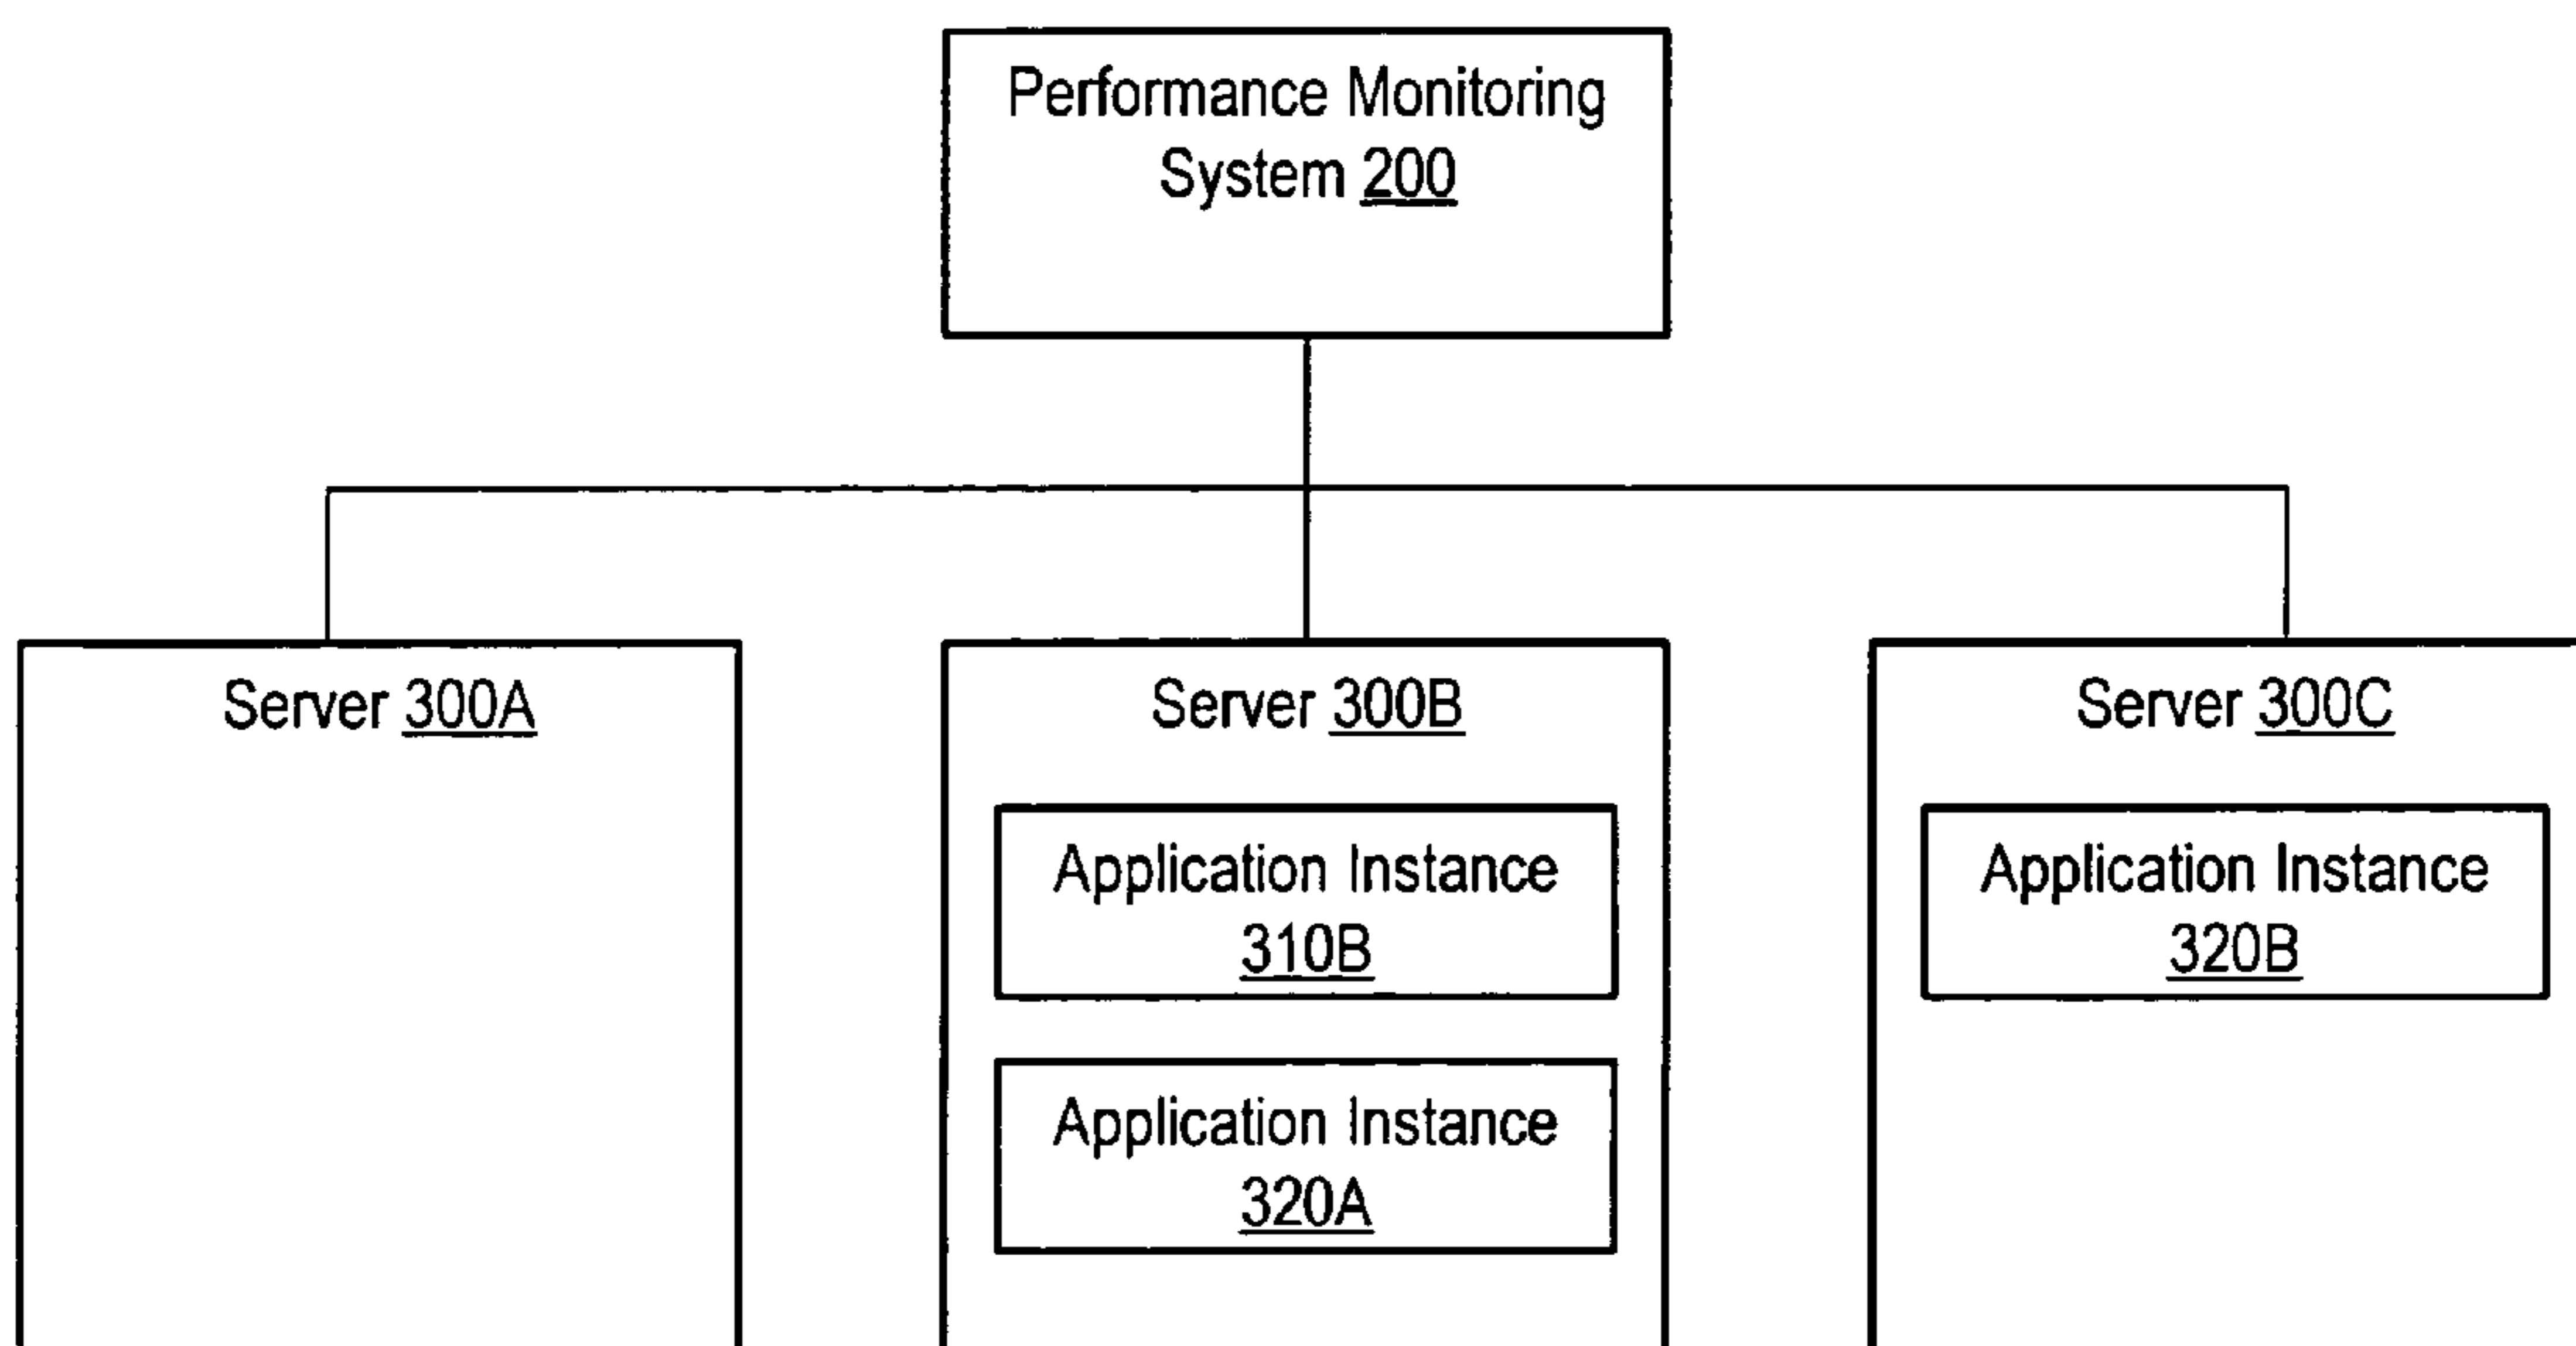 Performance Monitoring
System 200
Server 300A
Server 300B
Server 300C
Application Instance
310B
Application Instance
320B
Application Instance
320A